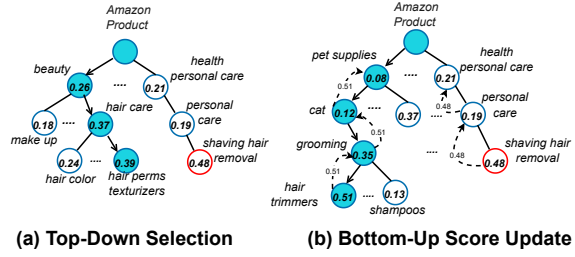 Amazon
Product
beauty
0.26
....
0.21
health
personal care
hair care
0.18
....
0.37
0.19
personal
care
make up
0.24
....
0.39
0.48
shaving hair
removal
hair color
hair perms
texturizers
(a) Top-Down Selection
Amazon
Product
pet supplies
0.08
....
0.21
health
personal care
0.51
cat
0.12
....
0.37
0.48
0.19
personal
care
grooming
0.51
0.35
....
0.48
0.48
shaving hair
removal
0.51
hair
trimmers
0.51
....
0.13
shampoos
(b) Bottom-Up Score Update